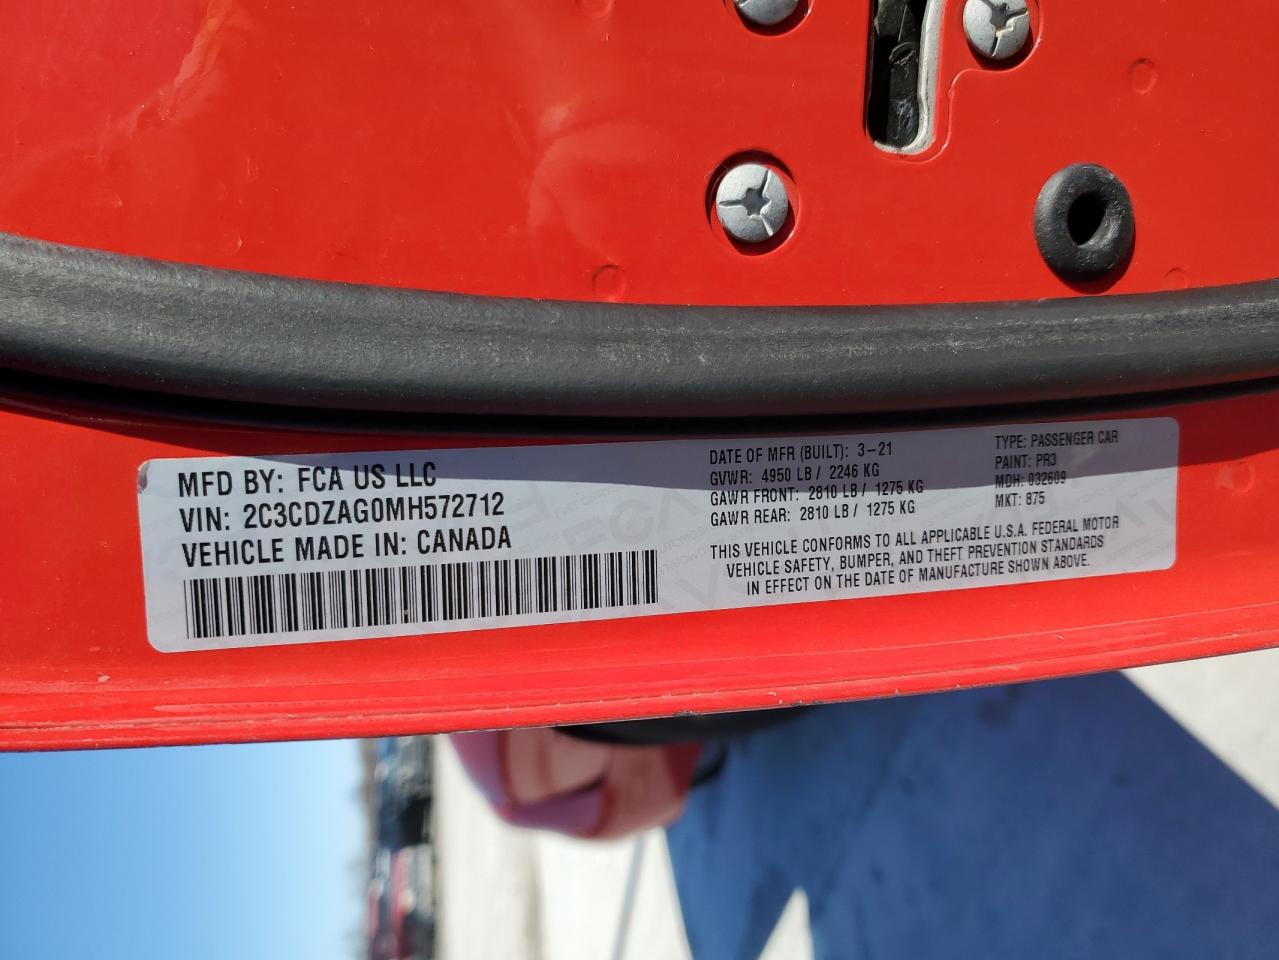 MFD BY: FCA US LLC
VIN: 2C3CDZAG0MH572712
VEHICLE MADE IN: CANADA
DATE OF MFR (BUILT): 3-21
GVWR: 4950 LB / 2246 KG
GAWR FRONT: 2810 LB / 1275 KG
GAWR REAR: 2810 LB / 1275 KG
TYPE: PASSENGER CAR
PAINT: PR3
MDH: 032609
MKT: 875
THIS VEHICLE CONFORMS TO ALL APPLICABLE U.S.A. FEDERAL MOTOR
VEHICLE SAFETY, BUMPER, AND THEFT PREVENTION STANDARDS
IN EFFECT ON THE DATE OF MANUFACTURE SHOWN ABOVE.